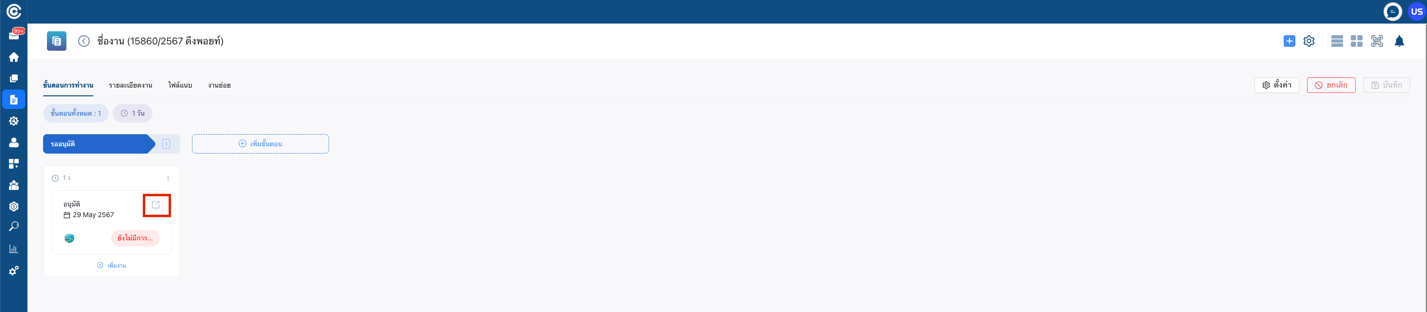 US
99+
ชื่องาน (15860/2567 ดึงพอยท์)
ขั้นตอนการทำงาน รายละเอียดงาน ไฟล์แนบ งานย่อย
ตั้งค่า ยกเลิก บันทึก
ขั้นตอนทั้งหมด : 1 1 วัน
รออนุมัติ 1 เพิ่มขั้นตอน
1 ว
อนุมัติ
29 May 2567
ยังไม่มีการ...
เพิ่มงาน